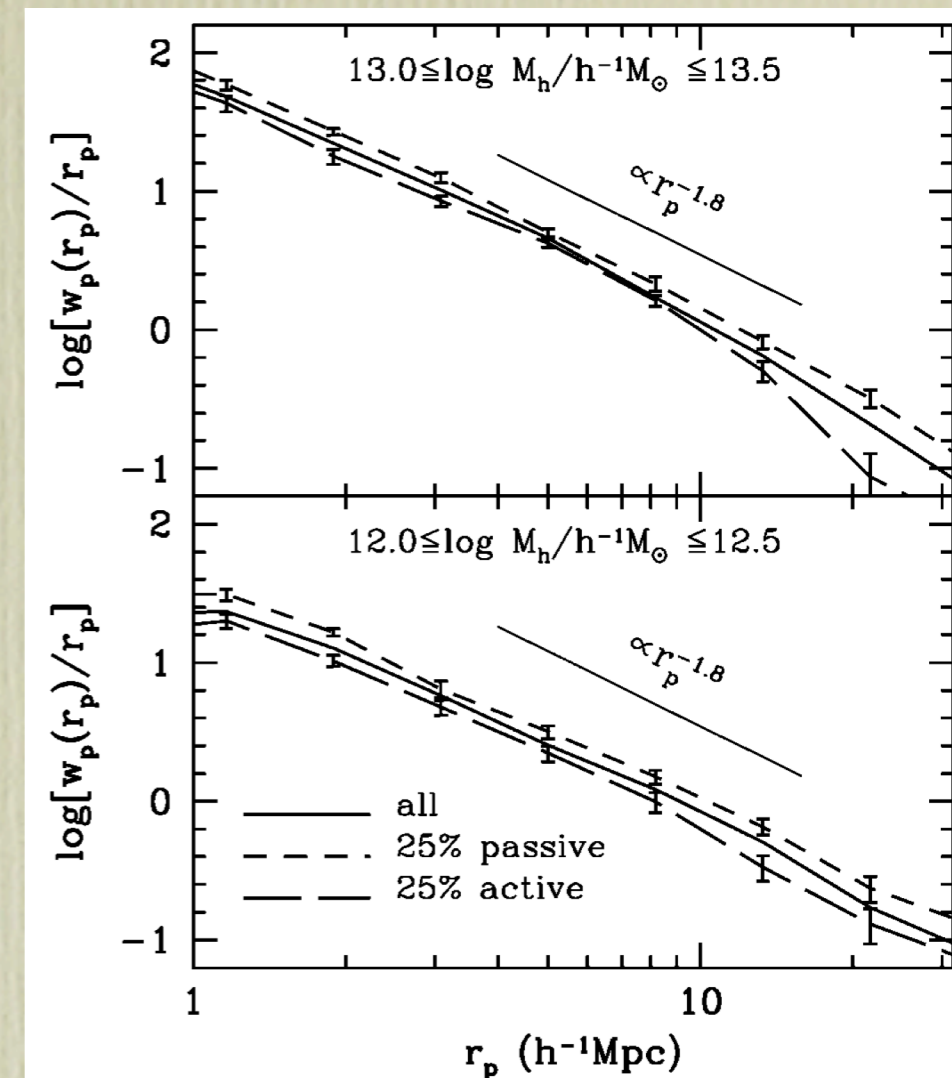 13.0≤log M_h/h⁻¹M_⊙ ≤13.5
∝r_p^-1.8
log[w_p(r_p)/r_p]
2
1
0
−1
12.0≤log M_h/h⁻¹M_⊙ ≤12.5
∝r_p^-1.8
log[w_p(r_p)/r_p]
2
1
0
−1
all
25% passive
25% active
1
10
r_p (h⁻¹Mpc)